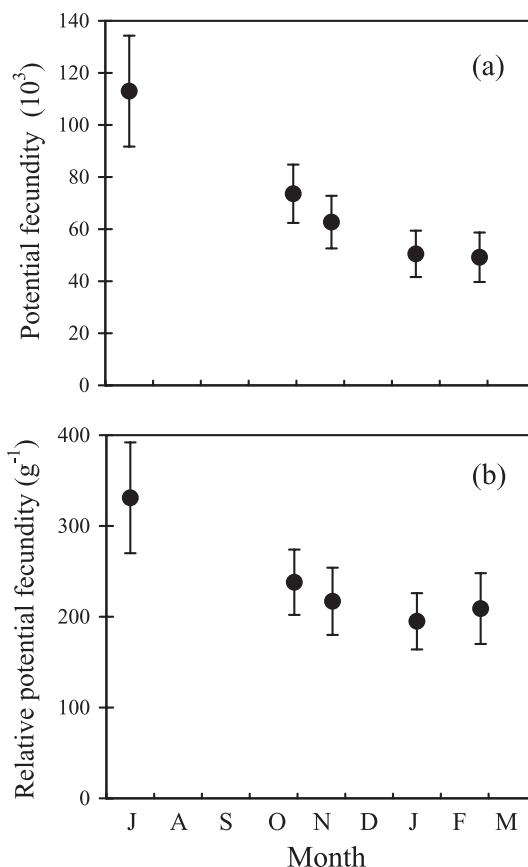 140
120
100
80
60
40
20
0
Potential fecundity (10³)
(a)
400
300
200
100
0
Relative potential fecundity (g⁻¹)
(b)
J A S O N D J F M
Month